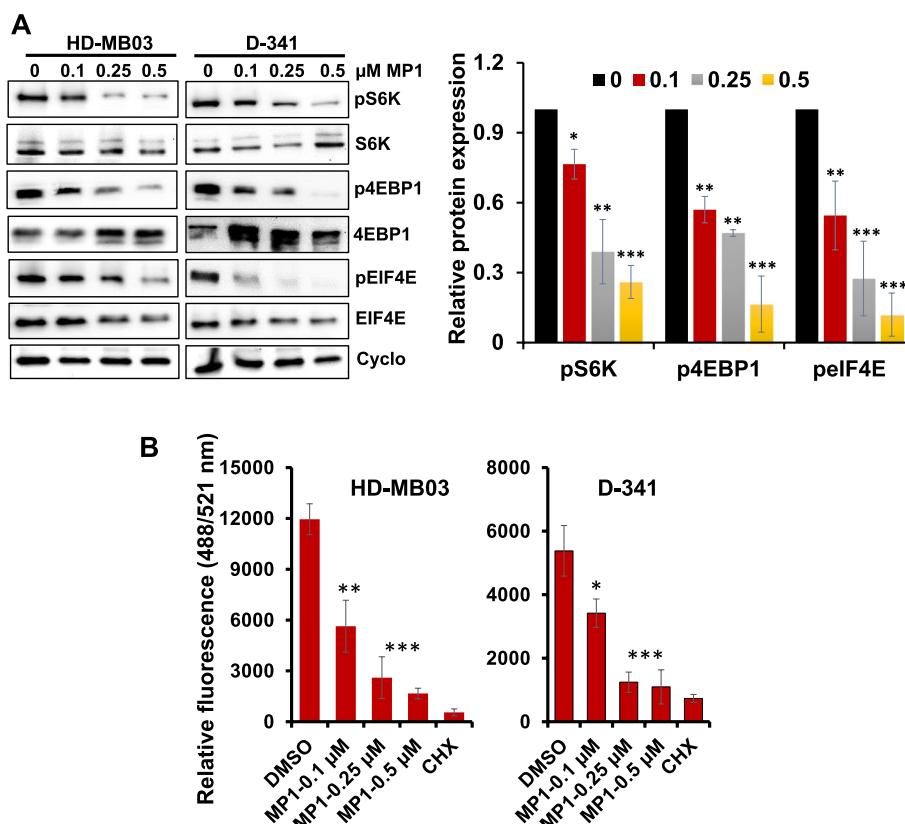 A
HD-MB03 D-341
0 0.1 0.25 0.5 0 0.1 0.25 0.5 µM MP1
pS6K
S6K
p4EBP1
4EBP1
pEIF4E
EIF4E
Cyclo
Relative protein expression
1.2
0.9
0.6
0.3
0
0 0.1 0.25 0.5
* ** ***
** ** ***
** *** ***
pS6K p4EBP1 peIF4E
B
Relative fluorescence (488/521 nm)
HD-MB03
15000
12000
9000
6000
3000
0
** ***
DMSO
MP1-0.1 µM
MP1-0.25 µM
MP1-0.5 µM
CHX
D-341
8000
6000
4000
2000
0
* ***
DMSO
MP1-0.1 µM
MP1-0.25 µM
MP1-0.5 µM
CHX